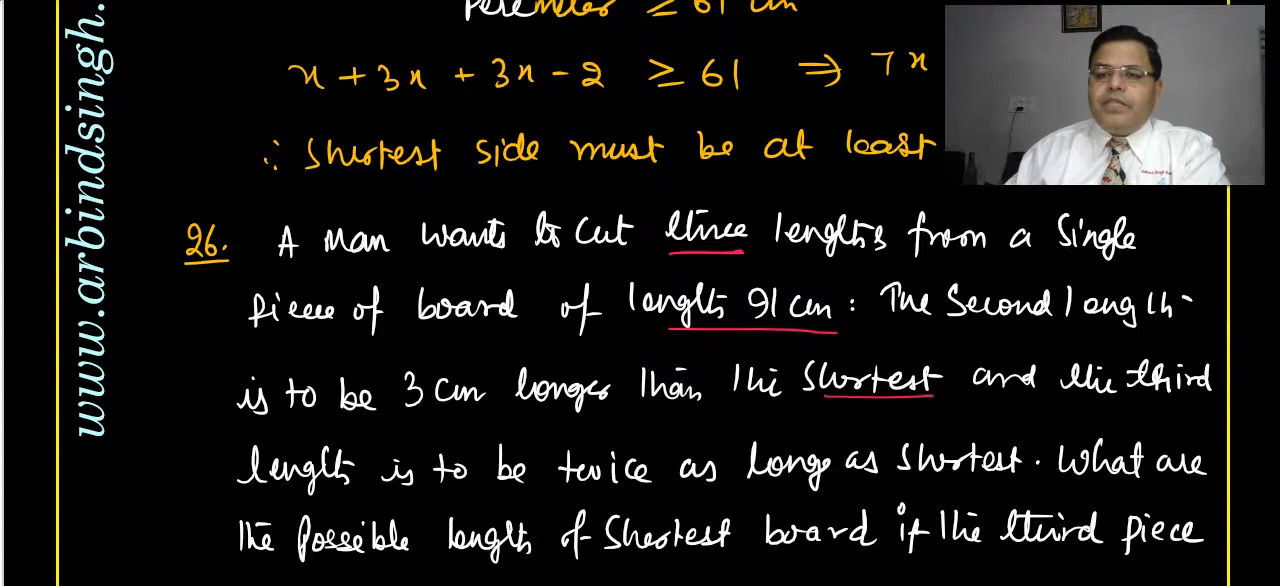 Perimeter ≥ 61 cm
x + 3x + 3x - 2 ≥ 61 ⇒ 7x
∴ Shortest side must be at least
26. A Man wants to cut three lengths from a Single
piece of board of length 91 cm: The Second length
is to be 3 cm longer than the shortest and the third
length is to be twice as long as shortest. What are
the possible length of Shortest board if the third piece
www.arbindsingh.